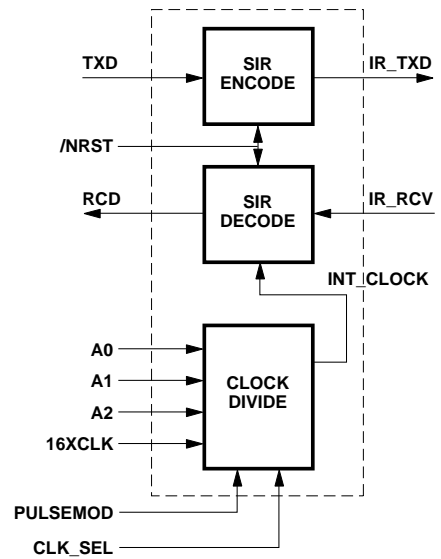 TXD
SIR
ENCODE
IR_TXD
/NRST
RCD
SIR
DECODE
IR_RCV
INT_CLOCK
A0
A1
A2
16XCLK
CLOCK
DIVIDE
PULSEMOD
CLK_SEL